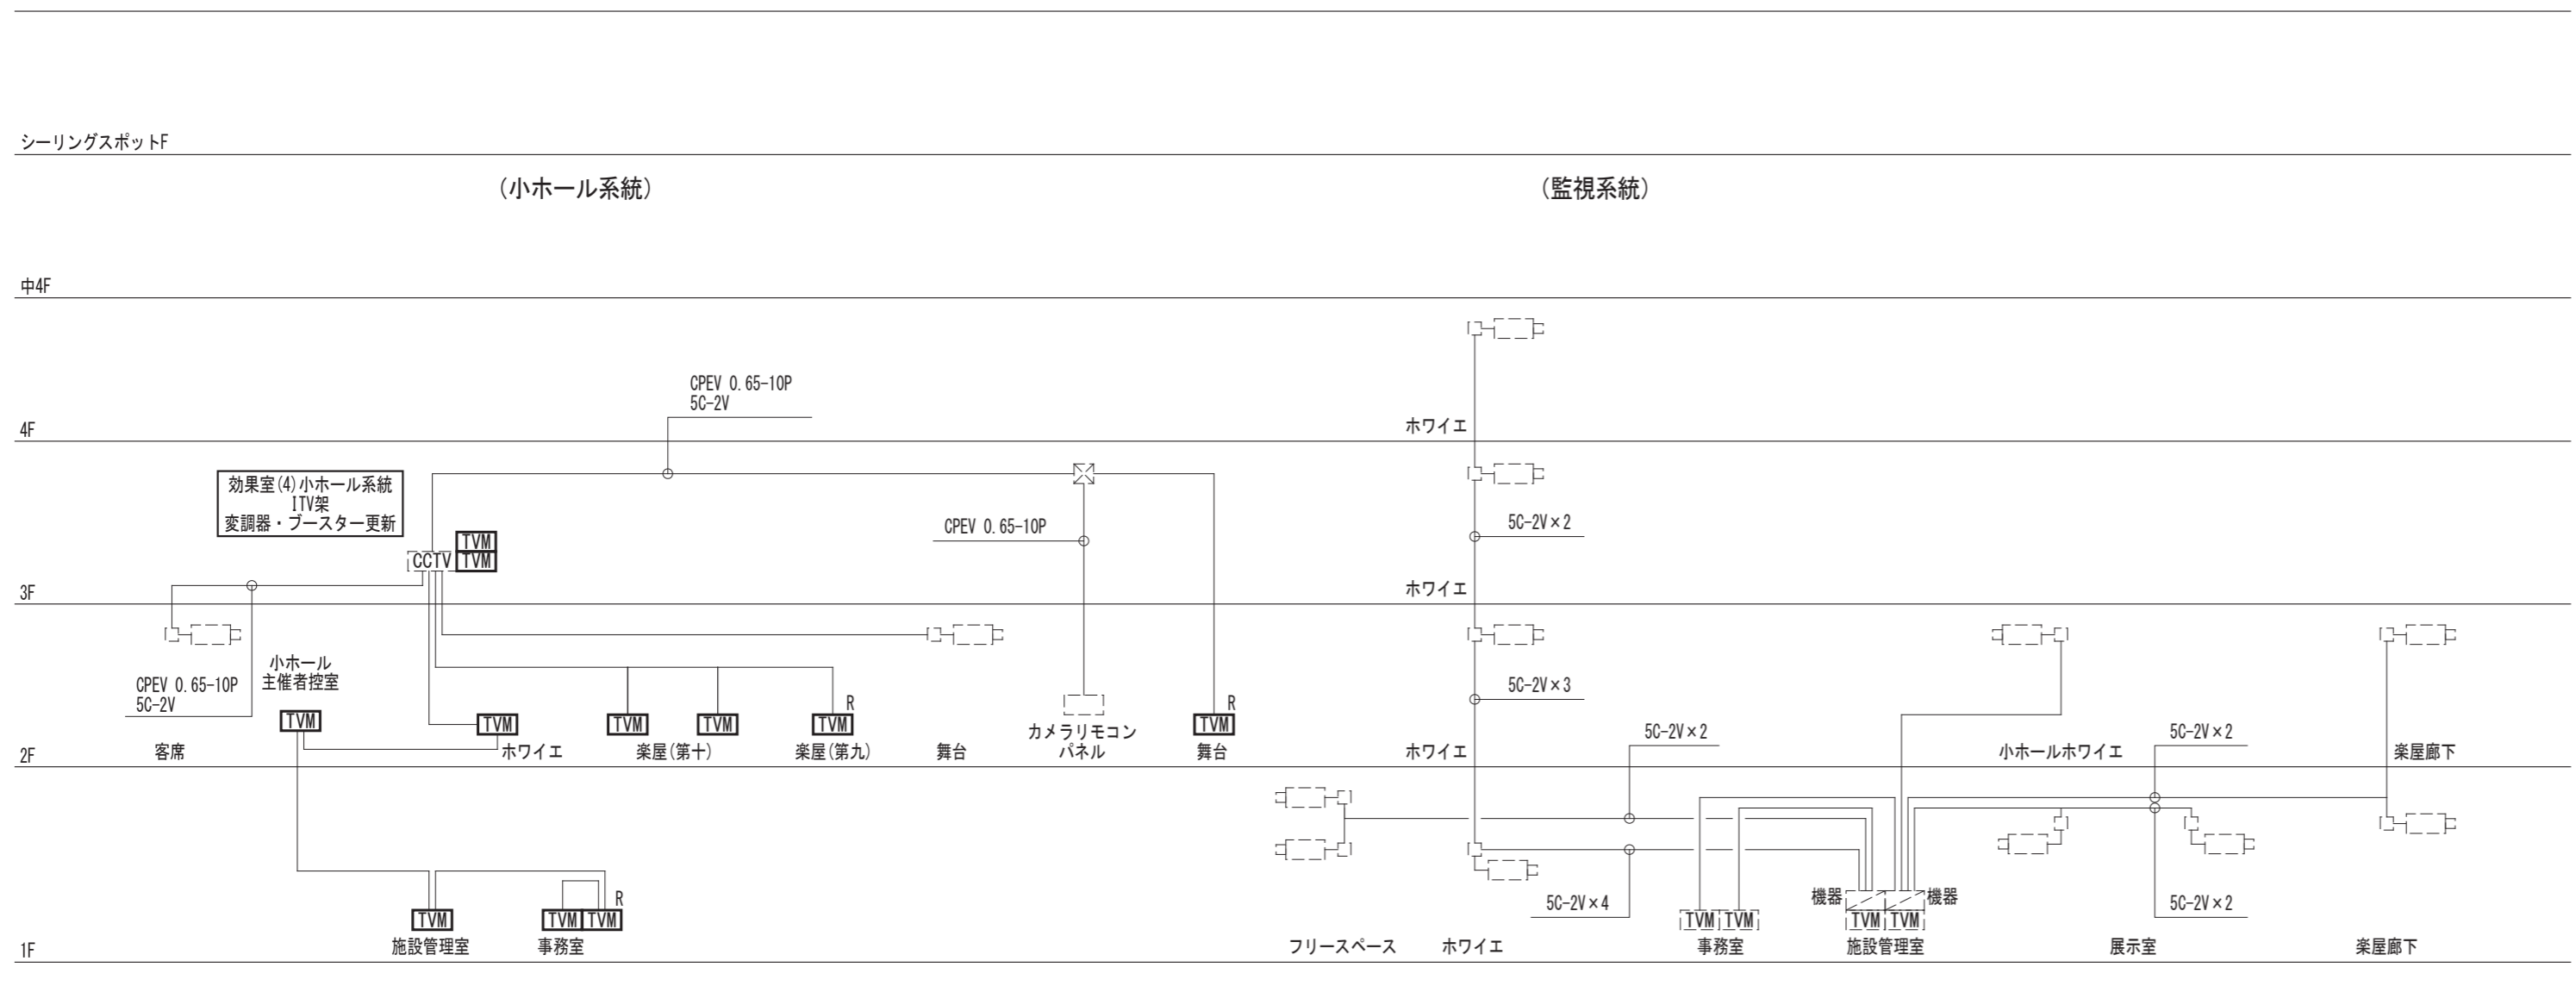 シーリングスポットF
(小ホール系統)
(監視系統)
中4F
CPEV 0.65-10P
5C-2V
4F
ホワイエ
効果室(4)小ホール系統
ITV架
変調器・ブースター更新
CPEV 0.65-10P
5C-2V×2
TVM
CCTV TVM
3F
ホワイエ
小ホール
主催者控室
CPEV 0.65-10P
5C-2V
5C-2V×3
R
R
TVM
TVM
TVM
TVM
TVM
TVM
カメラリモコン
パネル
5C-2V×2
5C-2V×2
2F
客席
ホワイエ
楽屋(第十)
楽屋(第九)
舞台
舞台
ホワイエ
小ホールホワイエ
楽屋廊下
機器
機器
R
5C-2V×4
5C-2V×2
TVM
TVM TVM
TVM TVM
TVM TVM
1F
施設管理室
事務室
フリースペース
ホワイエ
事務室
施設管理室
展示室
楽屋廊下